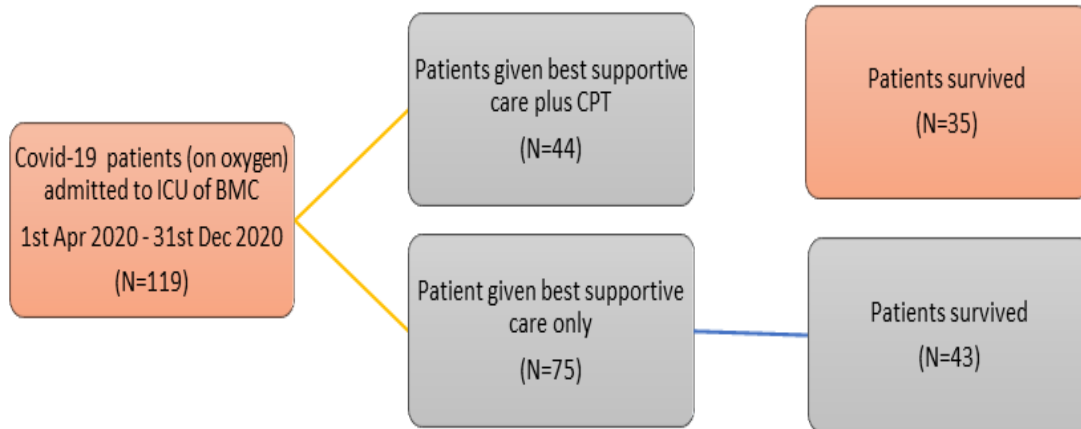 Covid-19 patients (on oxygen)
admitted to ICU of BMC
1st Apr 2020 - 31st Dec 2020
(N=119)
Patients given best supportive
care plus CPT
(N=44)
Patients survived
(N=35)
Patient given best supportive
care only
(N=75)
Patients survived
(N=43)